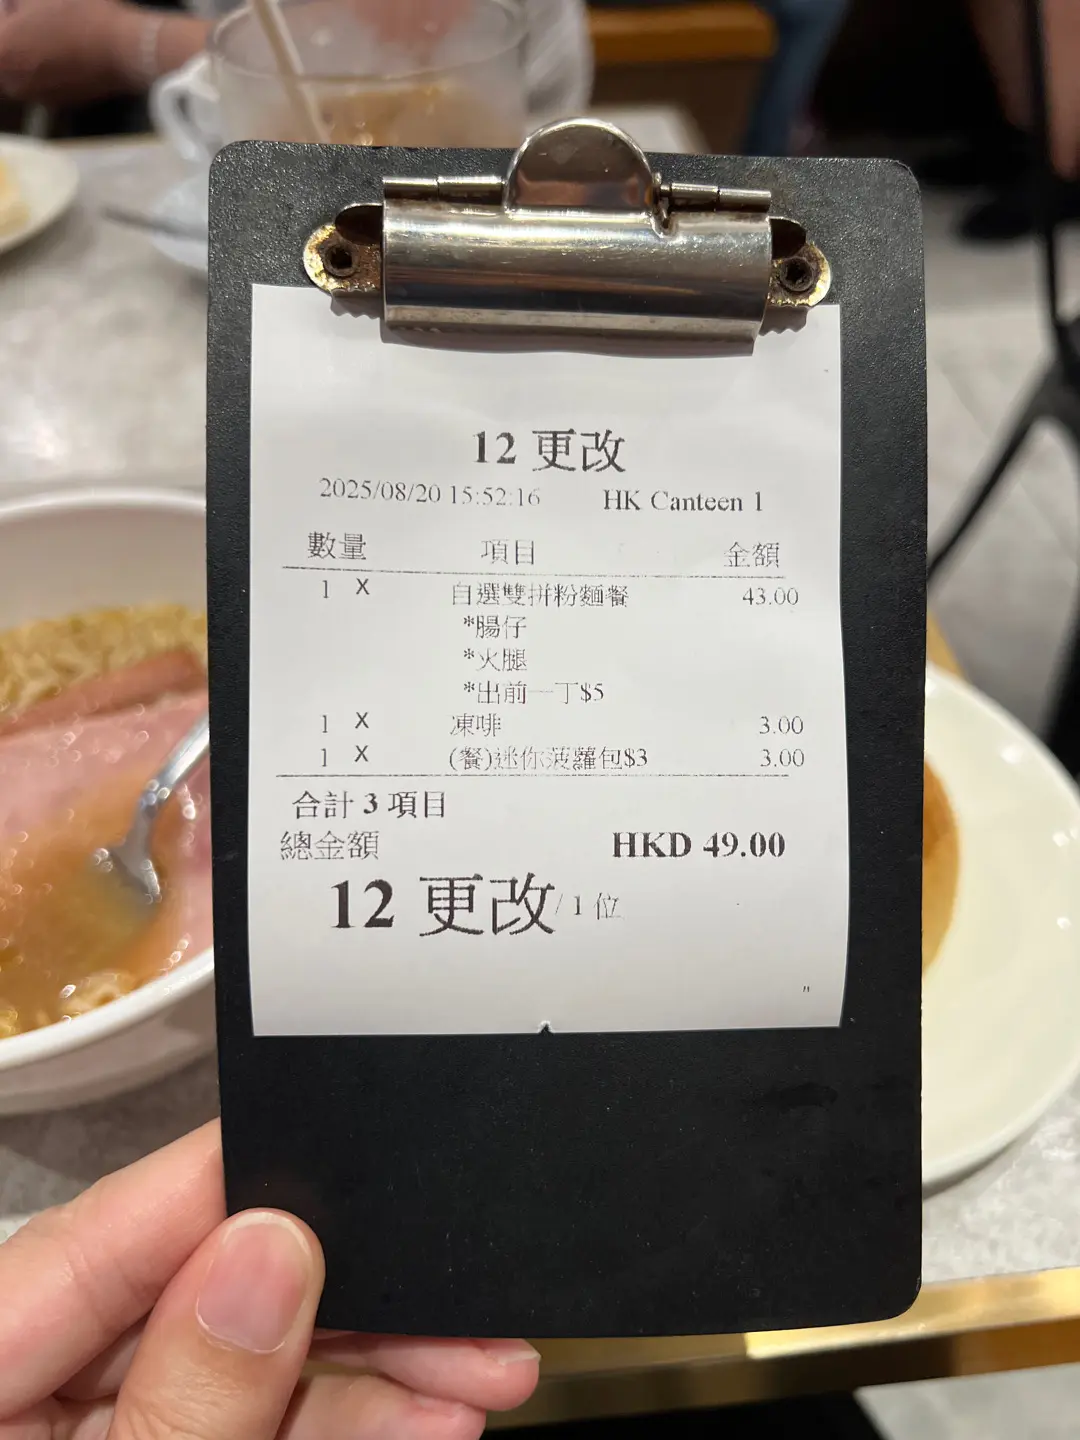 12 更改
2025/08/20 15:52:16 HK Canteen 1
數量 項目 金額
1 X 自選雙拼粉麵餐 43.00
*腸仔
*火腿
*出前一丁$5
1 X 凍啡 3.00
1 X (餐)迷你菠蘿包$3 3.00
合計 3 項目
總金額 HKD 49.00
12 更改/ 1 位